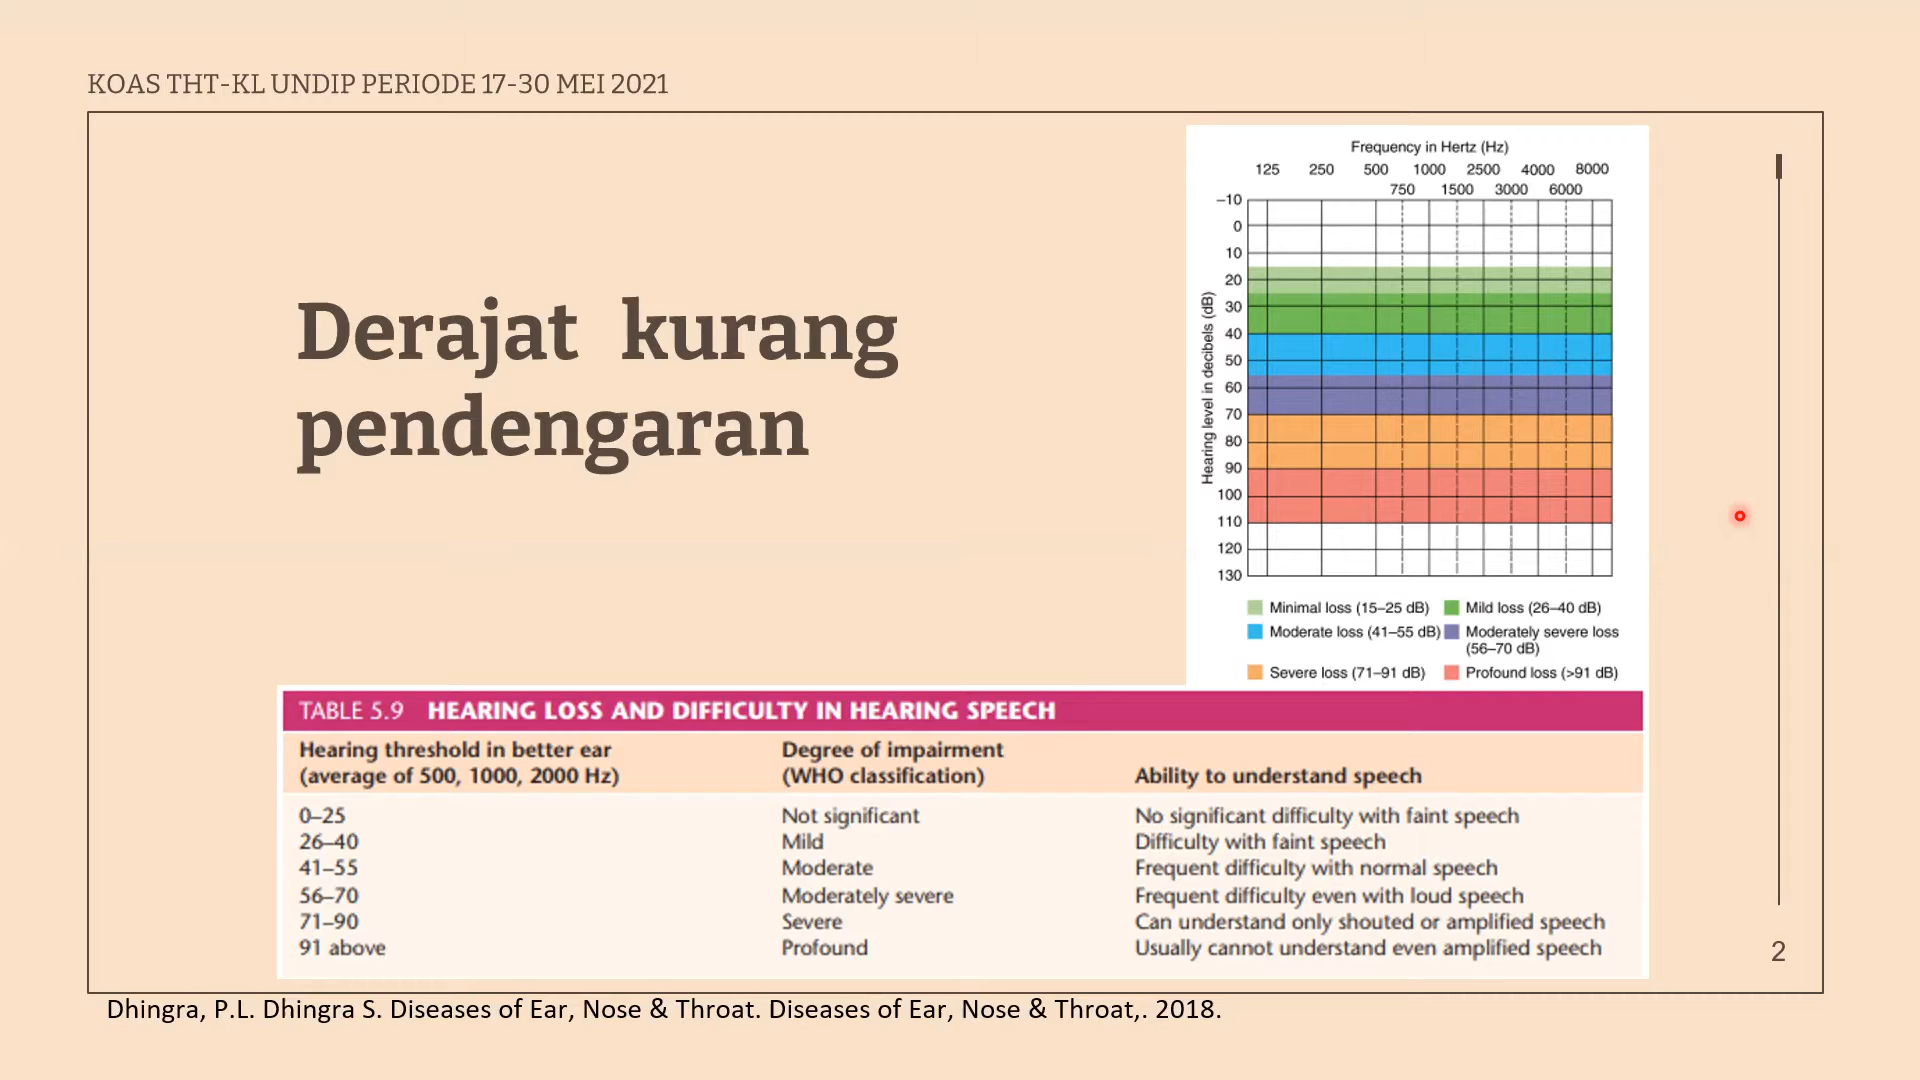 KOAS THT-KL UNDIP PERIODE 17-30 MEI 2021
Derajat kurang
pendengaran
Frequency in Hertz (Hz)
125 250 500 1000 2500 4000 8000
750 1500 3000 6000
Hearing level in decibels (dB)
–10
0
10
20
30
40
50
60
70
80
90
100
110
120
130
Minimal loss (15–25 dB) Mild loss (26–40 dB)
Moderate loss (41–55 dB) Moderately severe loss
(56–70 dB)
Severe loss (71–91 dB) Profound loss (>91 dB)
TABLE 5.9 HEARING LOSS AND DIFFICULTY IN HEARING SPEECH
Hearing threshold in better ear Degree of impairment
(average of 500, 1000, 2000 Hz) (WHO classification) Ability to understand speech
0–25 Not significant No significant difficulty with faint speech
26–40 Mild Difficulty with faint speech
41–55 Moderate Frequent difficulty with normal speech
56–70 Moderately severe Frequent difficulty even with loud speech
71–90 Severe Can understand only shouted or amplified speech
91 above Profound Usually cannot understand even amplified speech
2
Dhingra, P.L. Dhingra S. Diseases of Ear, Nose & Throat. Diseases of Ear, Nose & Throat,. 2018.